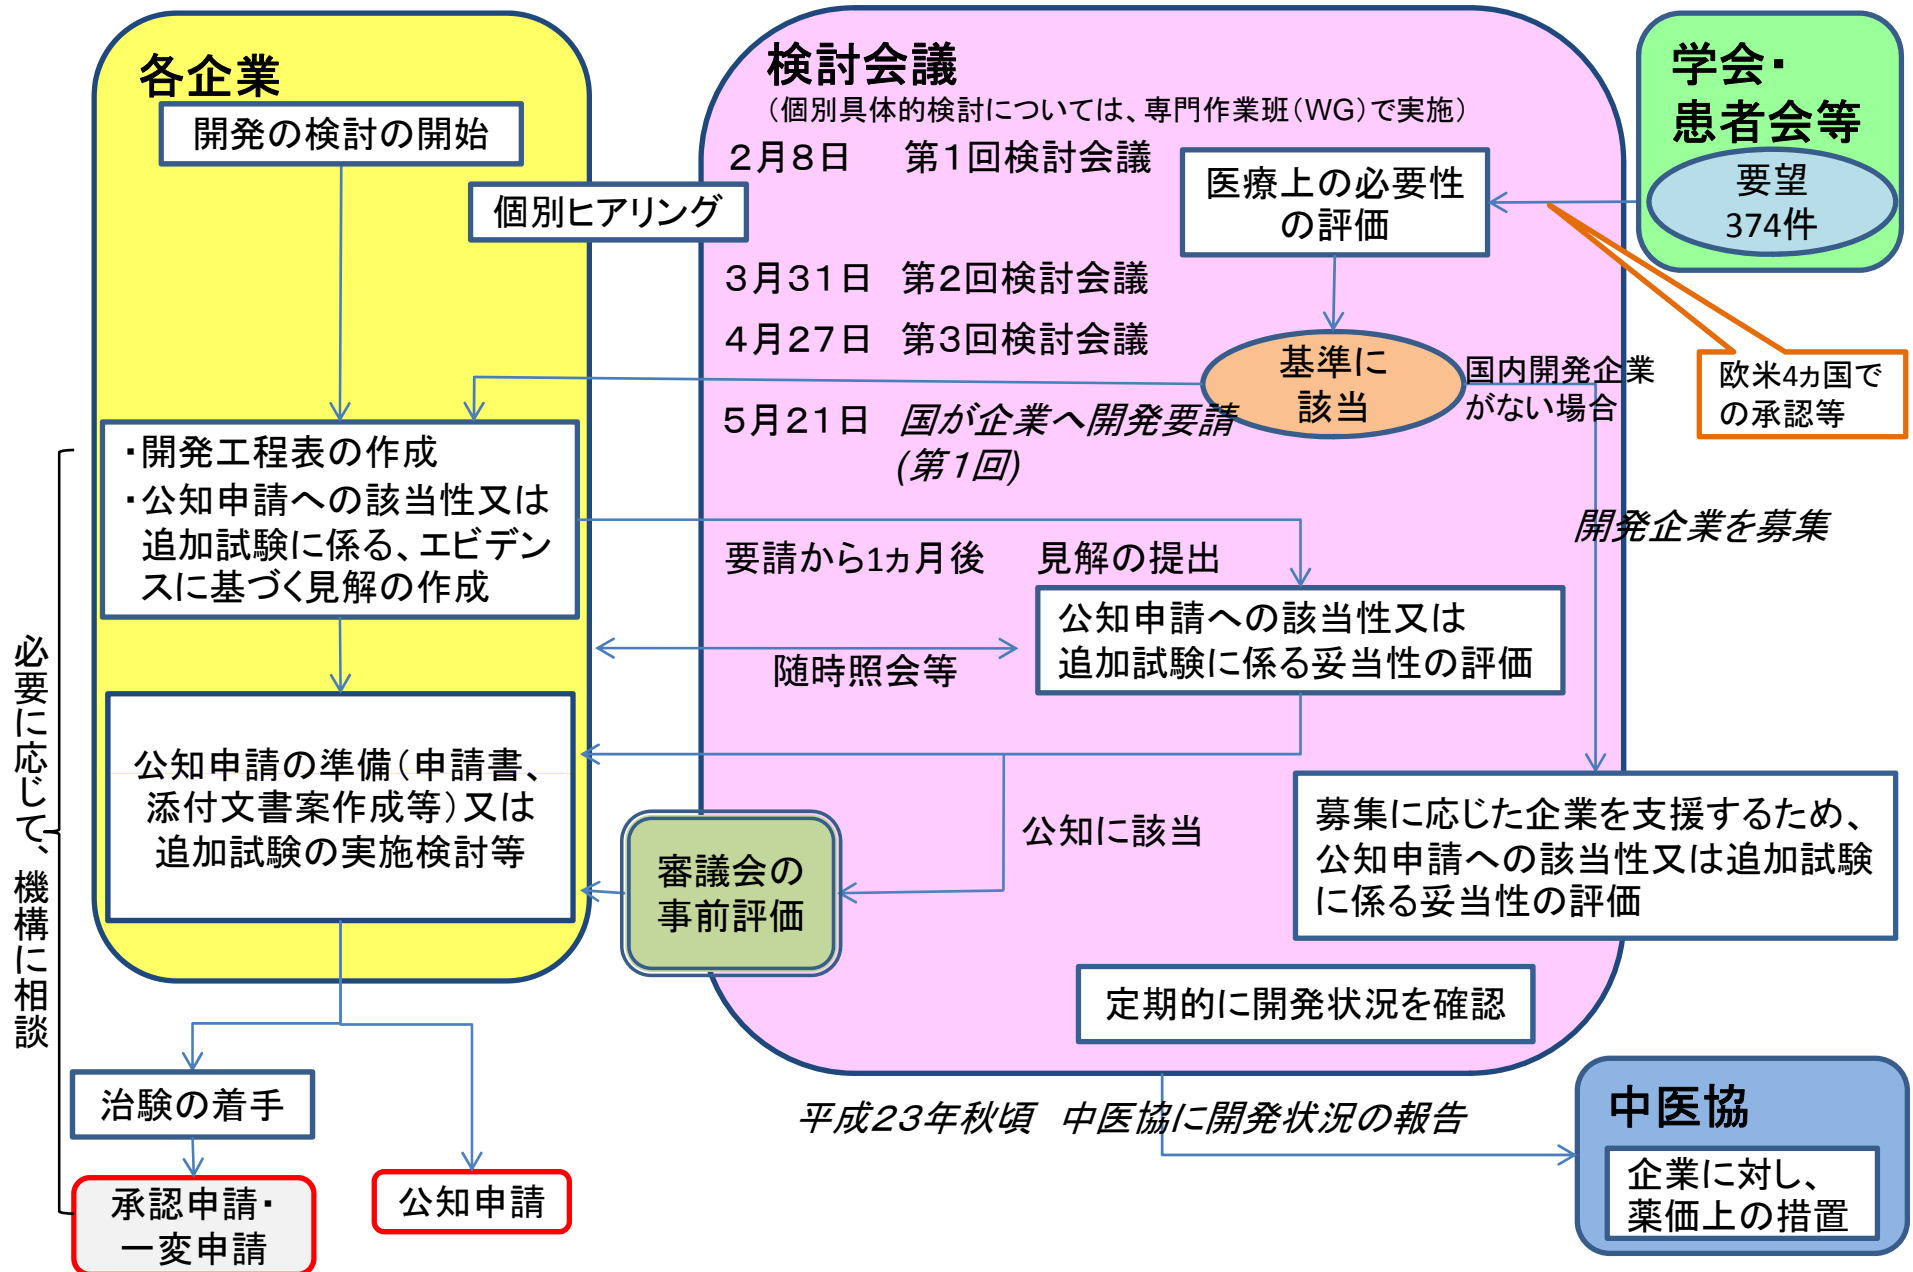 各企業
開発の検討の開始
個別ヒアリング
・開発工程表の作成
・公知申請への該当性又は
追加試験に係る、エビデン
スに基づく見解の作成
公知申請の準備（申請書、
添付文書案作成等）又は
追加試験の実施検討等
必要に応じて、機構に相談
治験の着手
承認申請・
一変申請
公知申請
検討会議
（個別具体的検討については、専門作業班（WG）で実施）
２月８日　第１回検討会議
３月３１日　第２回検討会議
４月２７日　第３回検討会議
５月２１日　国が企業へ開発要請
(第１回)
医療上の必要性
の評価
基準に
該当
国内開発企業
がない場合
要請から1ヵ月後　見解の提出
公知申請への該当性又は
追加試験に係る妥当性の評価
随時照会等
公知に該当
審議会の
事前評価
開発企業を募集
募集に応じた企業を支援するため、
公知申請への該当性又は追加試験
に係る妥当性の評価
定期的に開発状況を確認
平成２３年秋頃　中医協に開発状況の報告
学会・
患者会等
要望
374件
欧米4ヵ国で
の承認等
中医協
企業に対し、
薬価上の措置